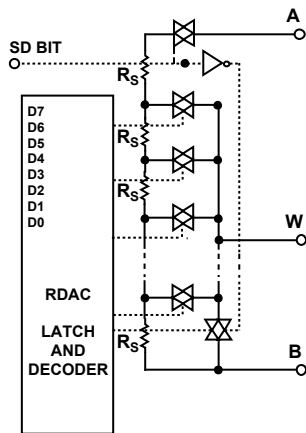 A
SD BIT
RS
D7
D6
D5
D4
D3
D2
D1
D0
RS
RS
W
RDAC
LATCH
AND
DECODER
RS
B